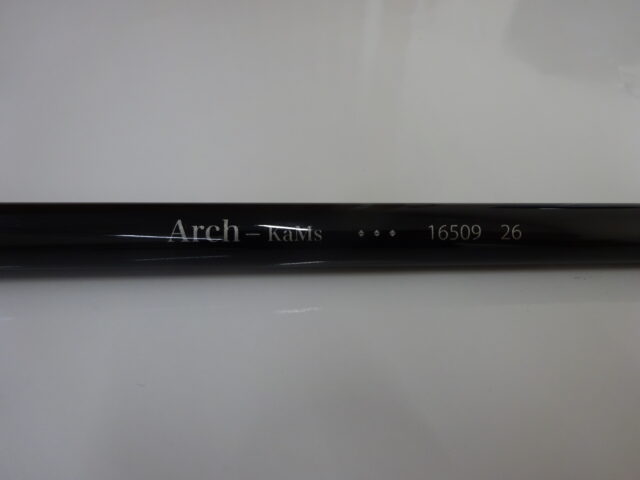 Arch – KaMs ⋄⋄⋄ 16509 26